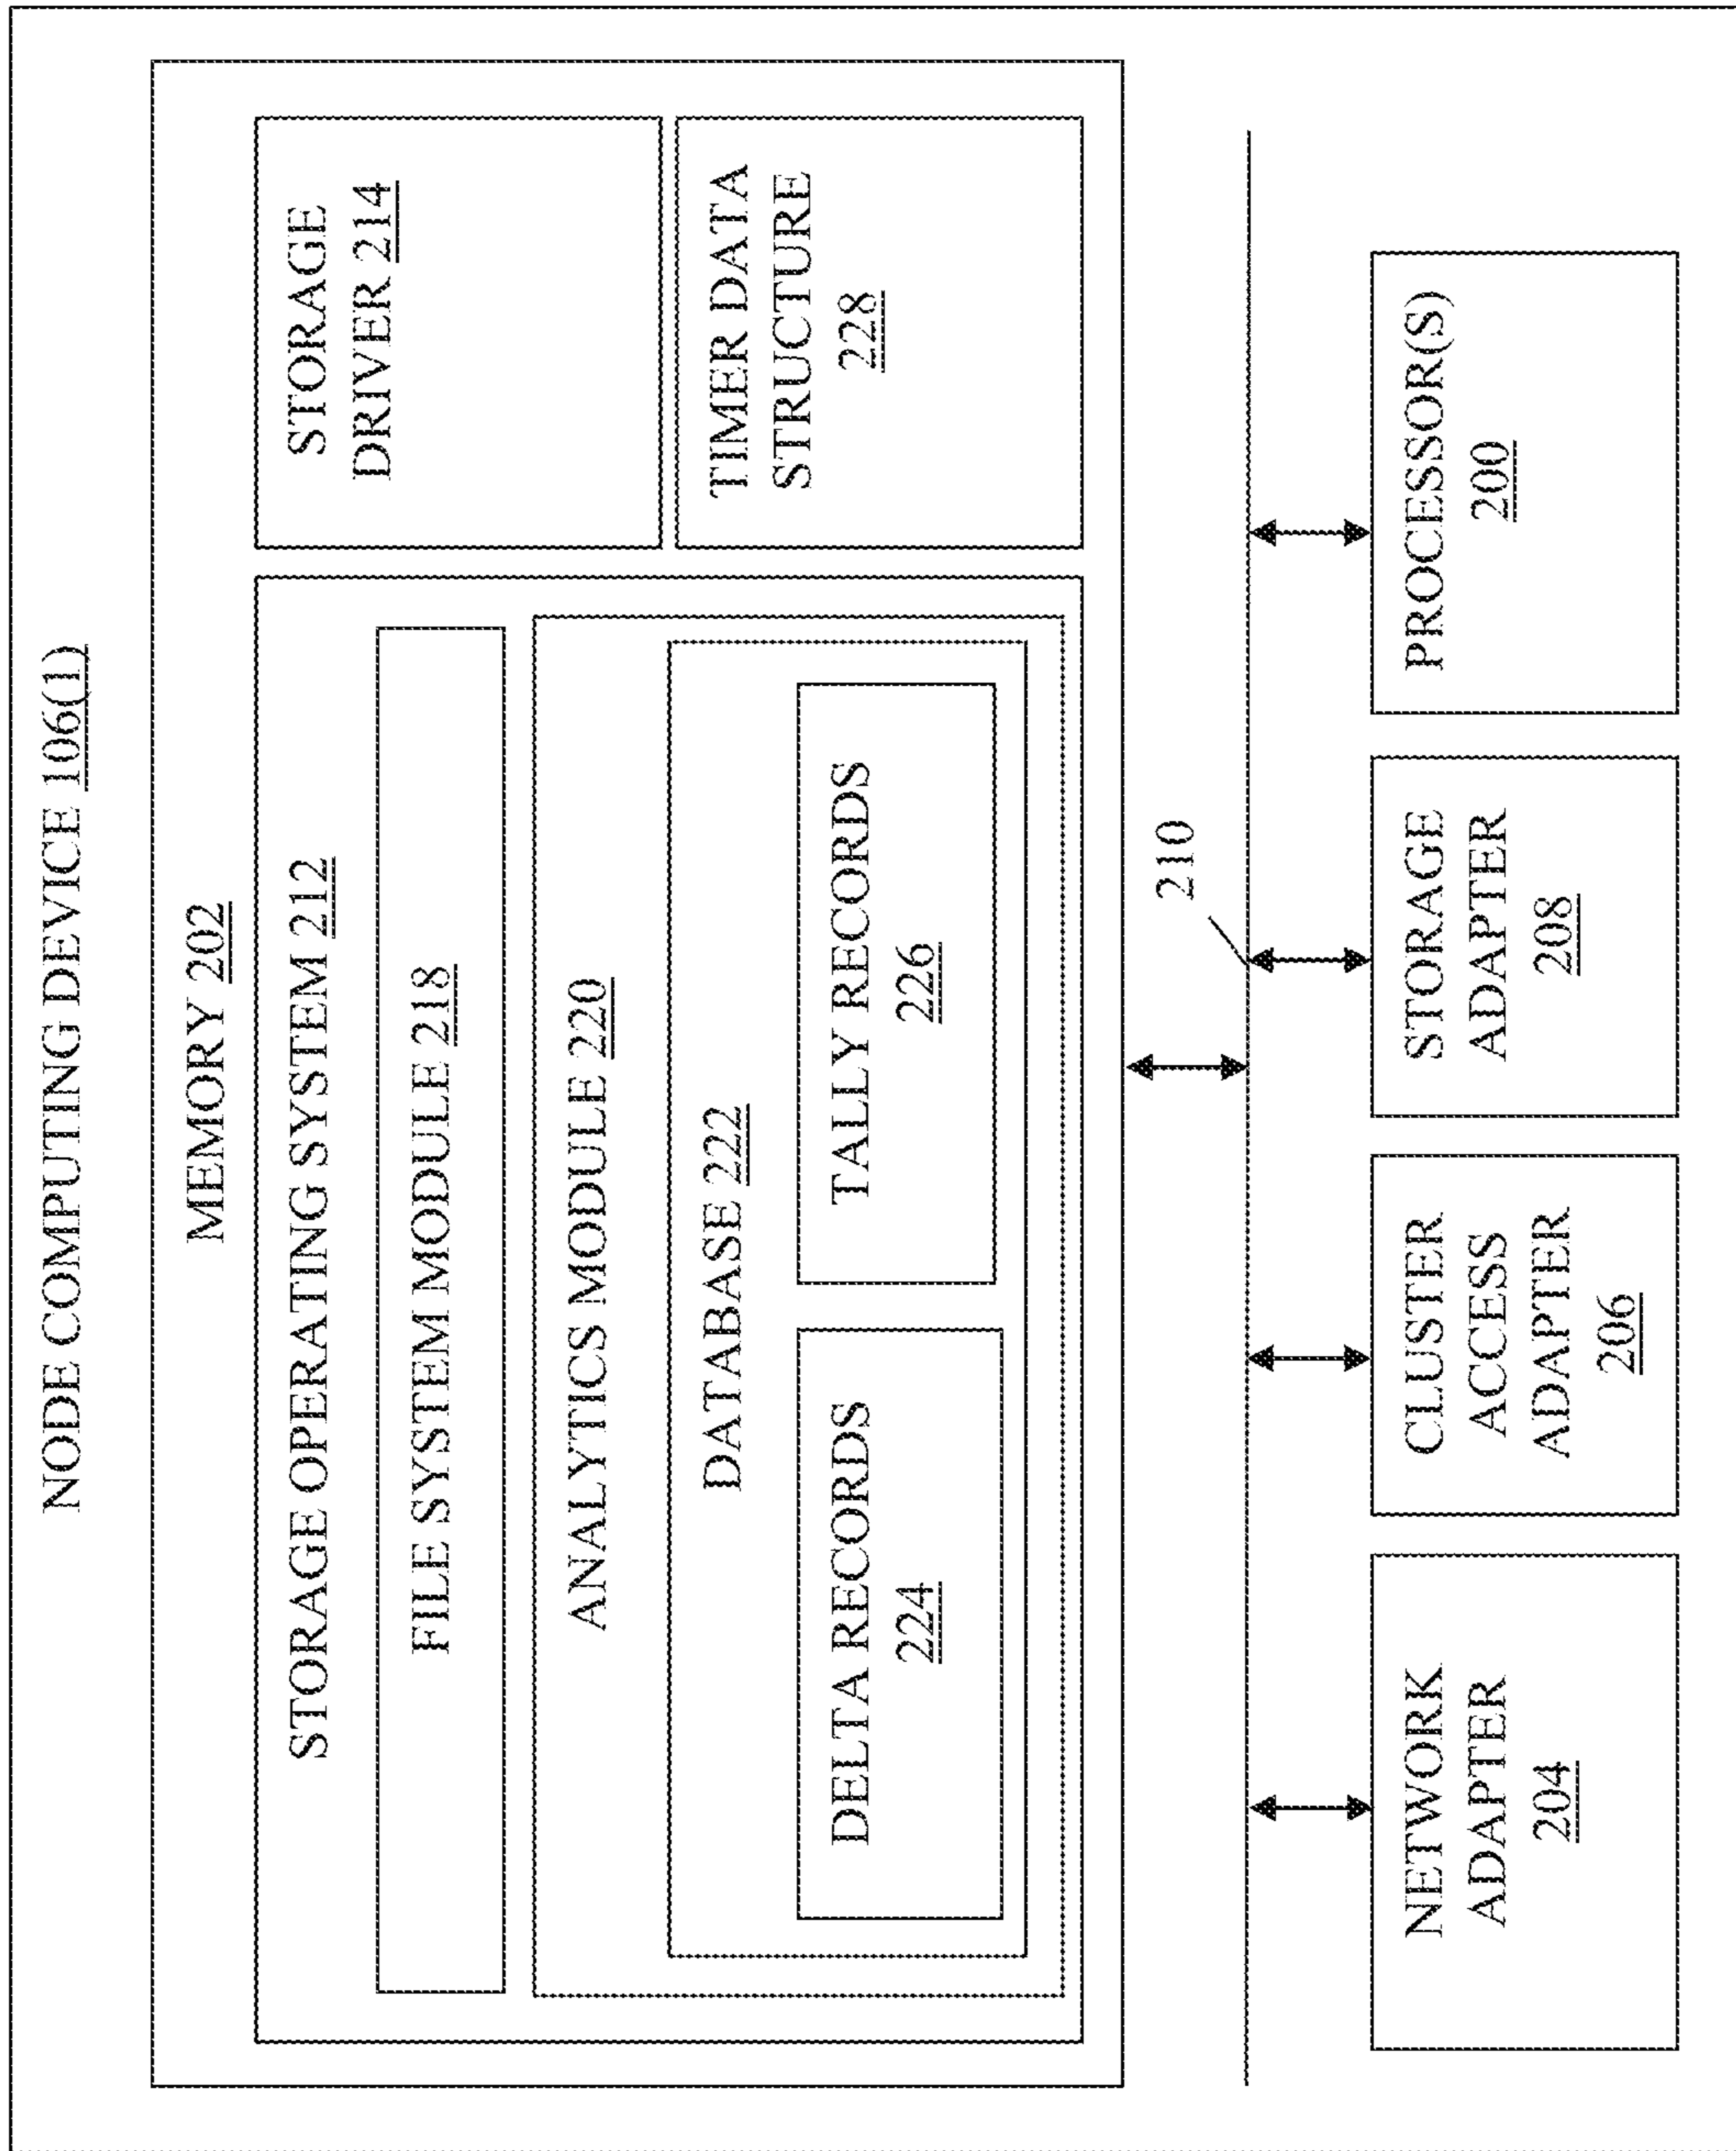 NODE COMPUTING DEVICE 106(1)
MEMORY 202
STORAGE OPERATING SYSTEM 212
FILE SYSTEM MODULE 218
ANALYTICS MODULE 220
DATABASE 222
DELTA RECORDS
224
TALLY RECORDS
226
STORAGE
DRIVER 214
TIMER DATA
STRUCTURE
228
210
NETWORK
ADAPTER
204
CLUSTER
ACCESS
ADAPTER
206
STORAGE
ADAPTER
208
PROCESSOR(S)
200